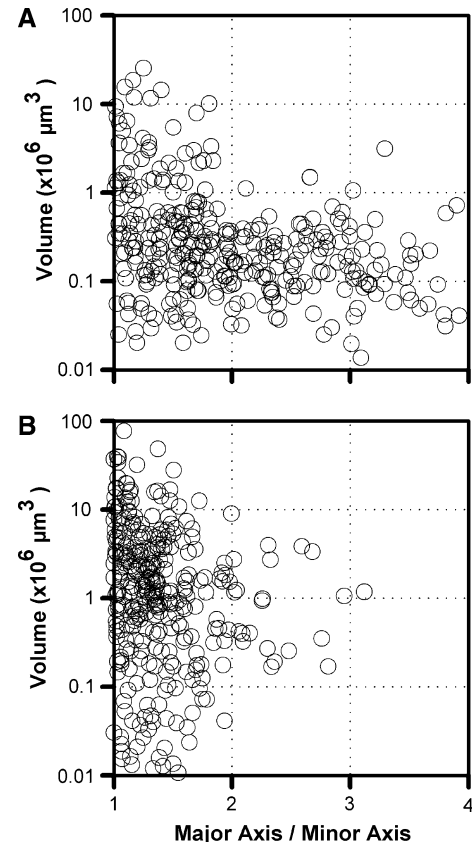 A
100
10
1
0.1
0.01
Volume (x10⁶ µm³ )
B
100
10
1
0.1
0.01
Volume (x10⁶ µm³ )
1 2 3 4
Major Axis / Minor Axis